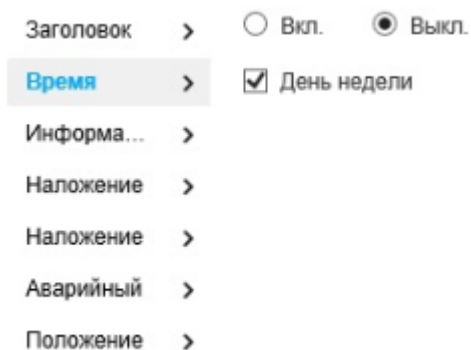 Заголовок
Вкл. Выкл.
Время
День недели
Информа...
Наложение
Наложение
Аварийный
Положение